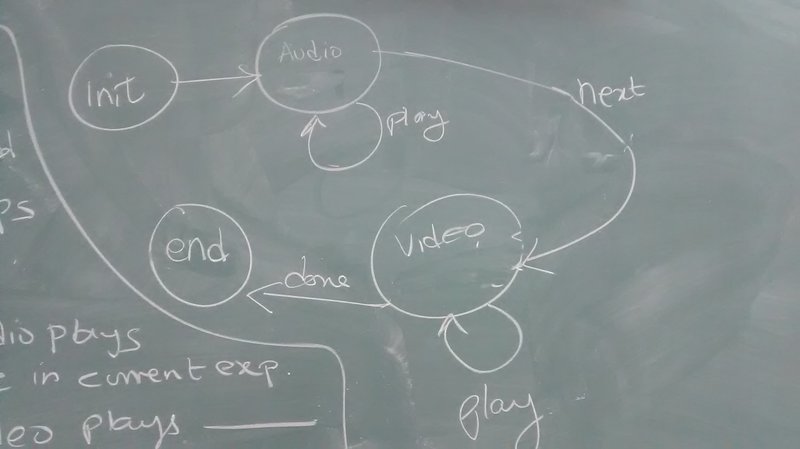 Audio
init
next
play
ps
video
end
done
dio plays
in current exp.
play
deo plays